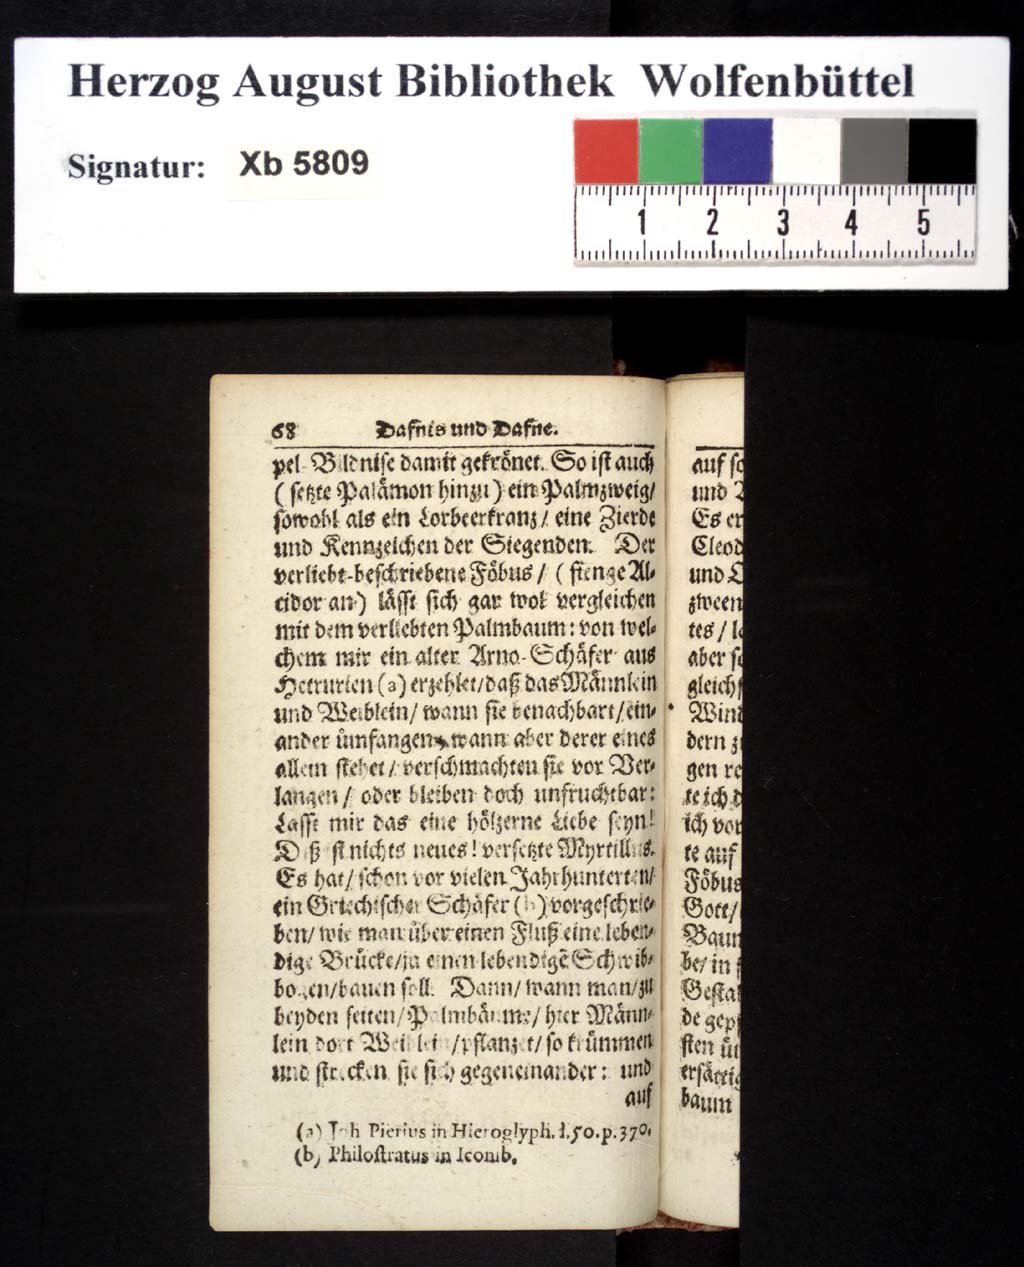 Herzog August Bibliothek Wolfenbüttel
Signatur: Xb 5809
1 2 3 4 5
68 Dafnis und Dafne.
pel-Bildnise damit gekrönet. So ist auch
(setzte Palämon hinzu) ein Palmzweig/
sowohl als ein Lorbeerkranz/ eine Zierde
und Kennzeichen der Siegenden. Der
verliebt-beschriebene Föbus/ (fienge Al-
cidor an) lässt sich gar wol vergleichen
mit dem verliebten Palmbaum: von wel-
chem mir ein alter Arno-Schäfer aus
Hetrurien (a) erzehlet/daß das Männlein
und Weiblein/ wann sie benachbart/ein-
ander ümfangen, wann aber derer eines
allein stehet/ verschmachten sie vor Ver-
langen/ oder bleiben doch unfruchtbar:
Lasst mir das eine hölzerne Liebe seyn!
Diß ist nichts neues! versetzte Myrtillus.
Es hat/ schon vor vielen Jahrhunterten/
ein Griechischer Schäfer (b) vorgeschrie-
ben/ wie man über einen Fluß eine leben-
dige Brücke/ja einen lebendigē Schwib-
bogen/bauen soll. Dann/ wann man/zu
beyden seiten/Palmbäume/ hier Männ-
lein dort Weiblein/pflanzet/ so krümmen
und strecken sie sich gegeneinander: und
auf
(a) Joh Pierius in Hieroglyph. l.50.p.370.
(b) Philostratus in Iconib.
auf
und
Es er
Cleod
und
zween
tes/
aber
gleich
Wind
dern
gen
te ich
ich vor
te auf
Föbus
Gott/
Baum
be/ in
Gestal
de gepf
sten
ersättig
baum